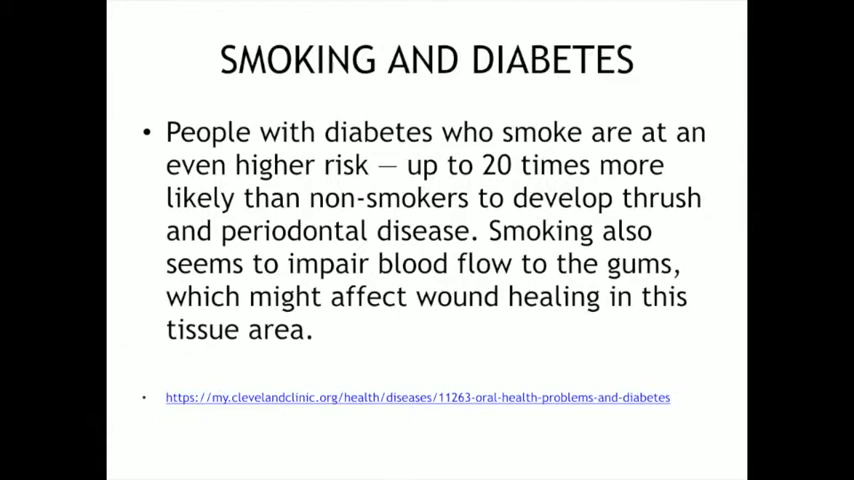 SMOKING AND DIABETES
• People with diabetes who smoke are at an
even higher risk — up to 20 times more
likely than non-smokers to develop thrush
and periodontal disease. Smoking also
seems to impair blood flow to the gums,
which might affect wound healing in this
tissue area.
• https://my.clevelandclinic.org/health/diseases/11263-oral-health-problems-and-diabetes